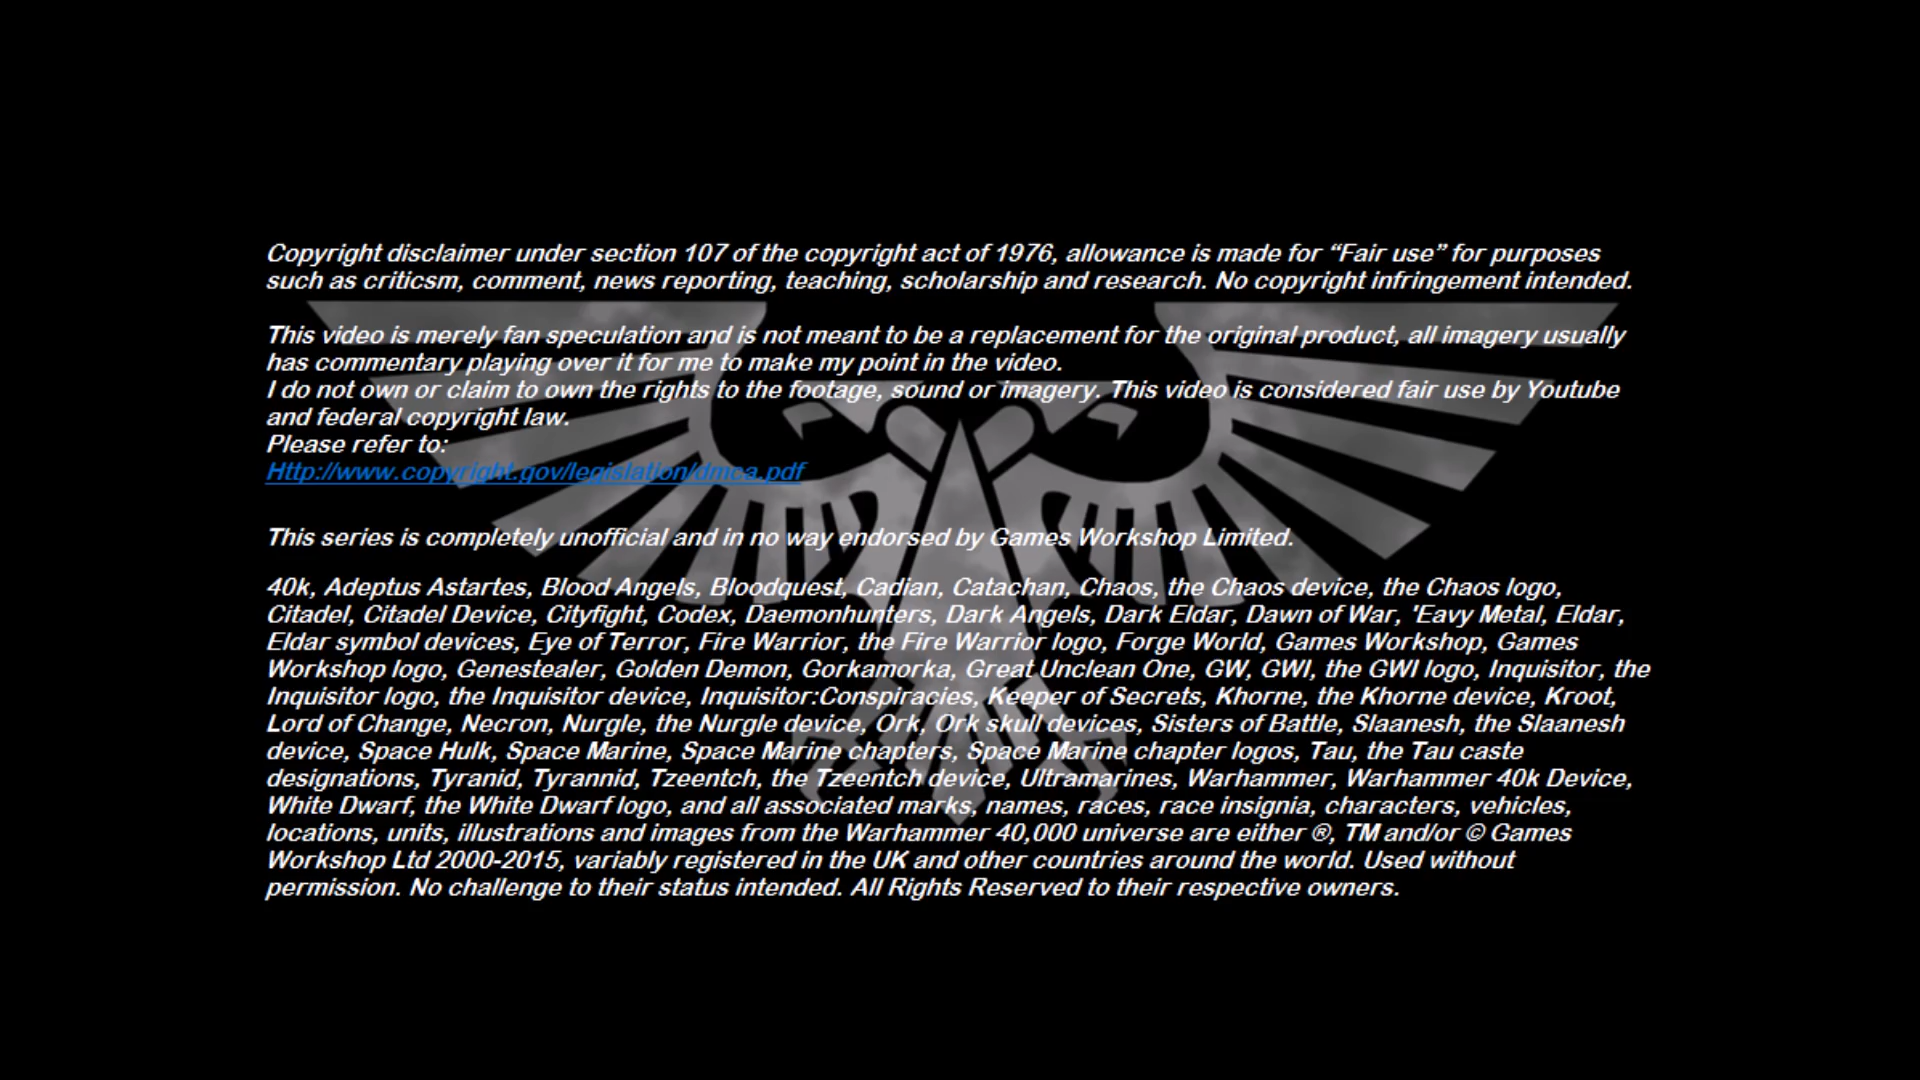 Copyright disclaimer under section 107 of the copyright act of 1976, allowance is made for “Fair use” for purposes
such as criticsm, comment, news reporting, teaching, scholarship and research. No copyright infringement intended.
This video is merely fan speculation and is not meant to be a replacement for the original product, all imagery usually
has commentary playing over it for me to make my point in the video.
I do not own or claim to own the rights to the footage, sound or imagery. This video is considered fair use by Youtube
and federal copyright law.
Please refer to:
Http://www.copyright.gov/legislation/dmca.pdf
This series is completely unofficial and in no way endorsed by Games Workshop Limited.
40k, Adeptus Astartes, Blood Angels, Bloodquest, Cadian, Catachan, Chaos, the Chaos device, the Chaos logo,
Citadel, Citadel Device, Cityfight, Codex, Daemonhunters, Dark Angels, Dark Eldar, Dawn of War, 'Eavy Metal, Eldar,
Eldar symbol devices, Eye of Terror, Fire Warrior, the Fire Warrior logo, Forge World, Games Workshop, Games
Workshop logo, Genestealer, Golden Demon, Gorkamorka, Great Unclean One, GW, GWI, the GWI logo, Inquisitor, the
Inquisitor logo, the Inquisitor device, Inquisitor:Conspiracies, Keeper of Secrets, Khorne, the Khorne device, Kroot,
Lord of Change, Necron, Nurgle, the Nurgle device, Ork, Ork skull devices, Sisters of Battle, Slaanesh, the Slaanesh
device, Space Hulk, Space Marine, Space Marine chapters, Space Marine chapter logos, Tau, the Tau caste
designations, Tyranid, Tyrannid, Tzeentch, the Tzeentch device, Ultramarines, Warhammer, Warhammer 40k Device,
White Dwarf, the White Dwarf logo, and all associated marks, names, races, race insignia, characters, vehicles,
locations, units, illustrations and images from the Warhammer 40,000 universe are either ®, TM and/or © Games
Workshop Ltd 2000-2015, variably registered in the UK and other countries around the world. Used without
permission. No challenge to their status intended. All Rights Reserved to their respective owners.